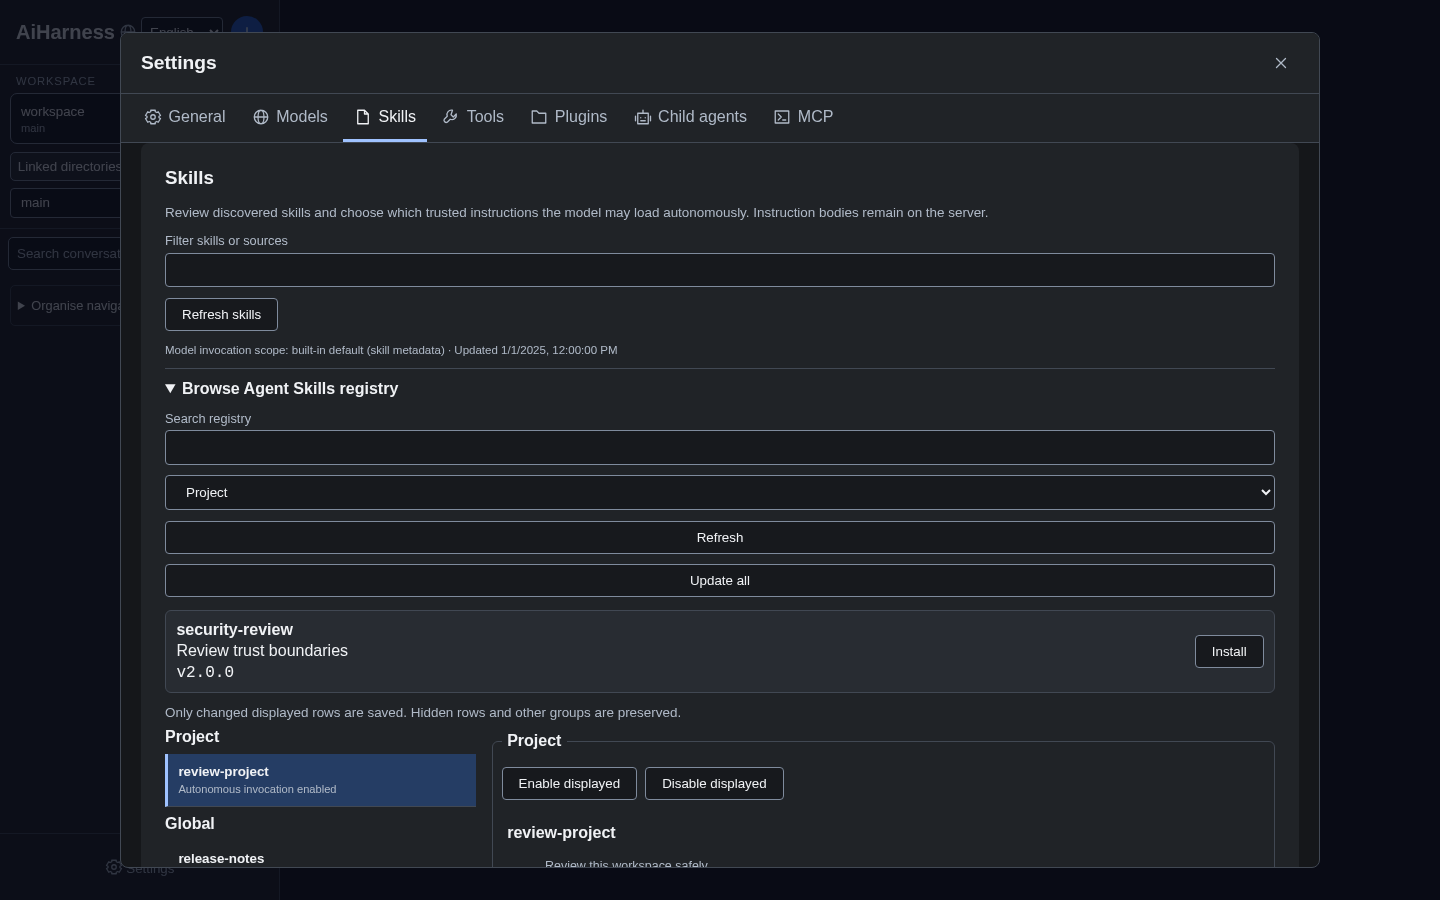 AiHarness
English
WORKSPACE
workspace
main
Linked directories
main
Search conversat
Organise naviga
Settings
Settings
General
Models
Skills
Tools
Plugins
Child agents
MCP
Skills
Review discovered skills and choose which trusted instructions the model may load autonomously. Instruction bodies remain on the server.
Filter skills or sources
Refresh skills
Model invocation scope: built-in default (skill metadata) · Updated 1/1/2025, 12:00:00 PM
Browse Agent Skills registry
Search registry
Project
Refresh
Update all
security-review
Review trust boundaries
v2.0.0
Install
Only changed displayed rows are saved. Hidden rows and other groups are preserved.
Project
review-project
Autonomous invocation enabled
Global
release-notes
Project
Enable displayed
Disable displayed
review-project
Review this workspace safely